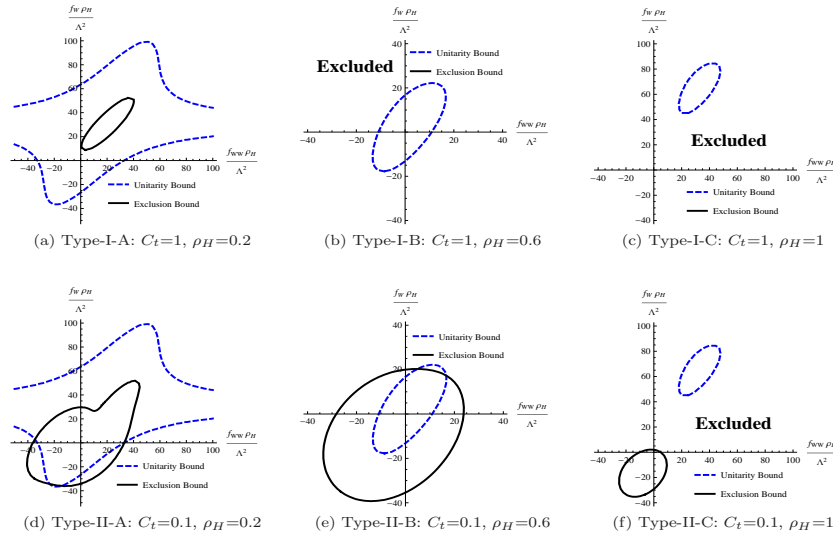 f_W ρ_H / Λ²
f_WW ρ_H / Λ²
100
80
60
40
20
-20
-40
-40 -20 20 40 60 80 100
Unitarity Bound
Exclusion Bound
(a) Type-I-A: C_t=1, ρ_H=0.2
f_W ρ_H / Λ²
f_WW ρ_H / Λ²
40
20
-20
-40
-40 -20 20 40
Excluded
Unitarity Bound
Exclusion Bound
(b) Type-I-B: C_t=1, ρ_H=0.6
f_W ρ_H / Λ²
f_WW ρ_H / Λ²
100
80
60
40
20
-20
-40
-40 -20 20 40 60 80 100
Excluded
Unitarity Bound
Exclusion Bound
(c) Type-I-C: C_t=1, ρ_H=1
f_W ρ_H / Λ²
f_WW ρ_H / Λ²
100
80
60
40
20
-20
-40
-40 -20 20 40 60 80 100
Unitarity Bound
Exclusion Bound
(d) Type-II-A: C_t=0.1, ρ_H=0.2
f_W ρ_H / Λ²
f_WW ρ_H / Λ²
40
20
-20
-40
-40 -20 20 40
Unitarity Bound
Exclusion Bound
(e) Type-II-B: C_t=0.1, ρ_H=0.6
f_W ρ_H / Λ²
f_WW ρ_H / Λ²
100
80
60
40
20
-20
-40
-40 -20 20 40 60 80 100
Excluded
Unitarity Bound
Exclusion Bound
(f) Type-II-C: C_t=0.1, ρ_H=1